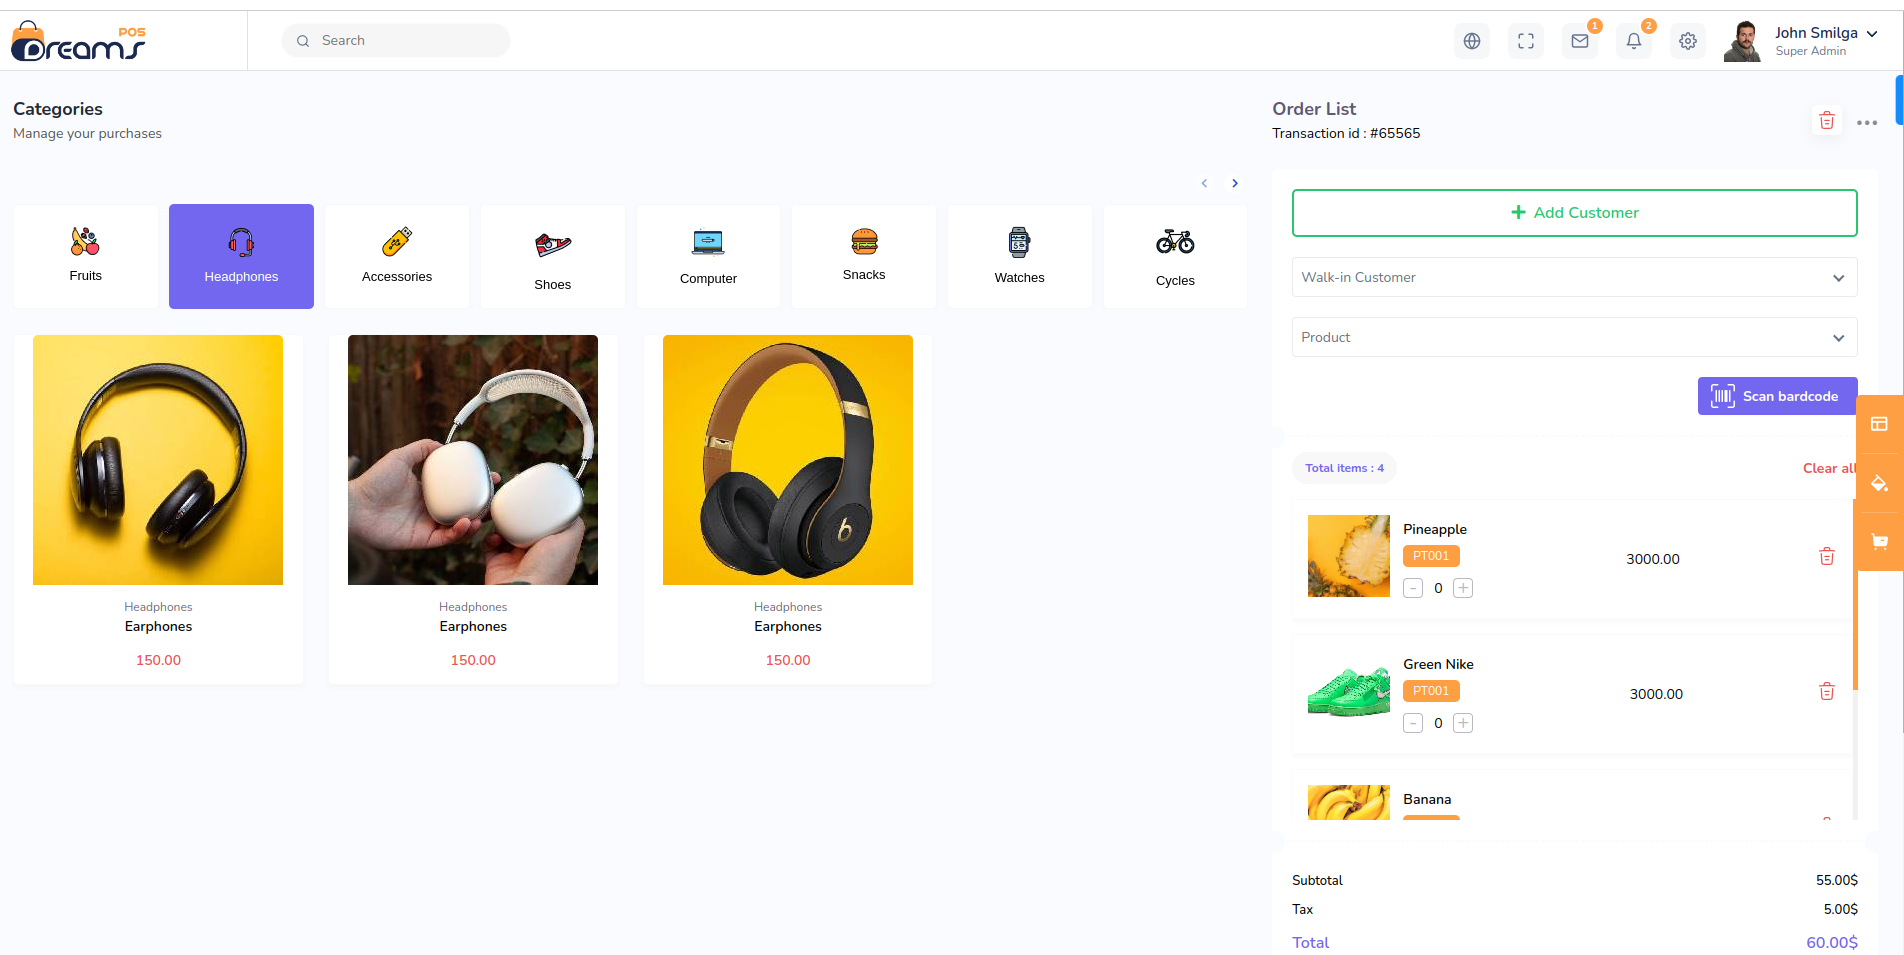 POS
Dreams
Search
1
2
John Smilga
Super Admin
Categories
Manage your purchases
Fruits
Headphones
Accessories
Shoes
Computer
Snacks
Watches
Cycles
Headphones
Earphones
150.00
Headphones
Earphones
150.00
b
Headphones
Earphones
150.00
Order List
Transaction id : #65565
Add Customer
Walk-in Customer
Product
Scan bardcode
Total items : 4
Clear all
Pineapple
PT001
3000.00
- 0 +
Green Nike
PT001
3000.00
- 0 +
Banana
Subtotal 55.00$
Tax 5.00$
Total 60.00$